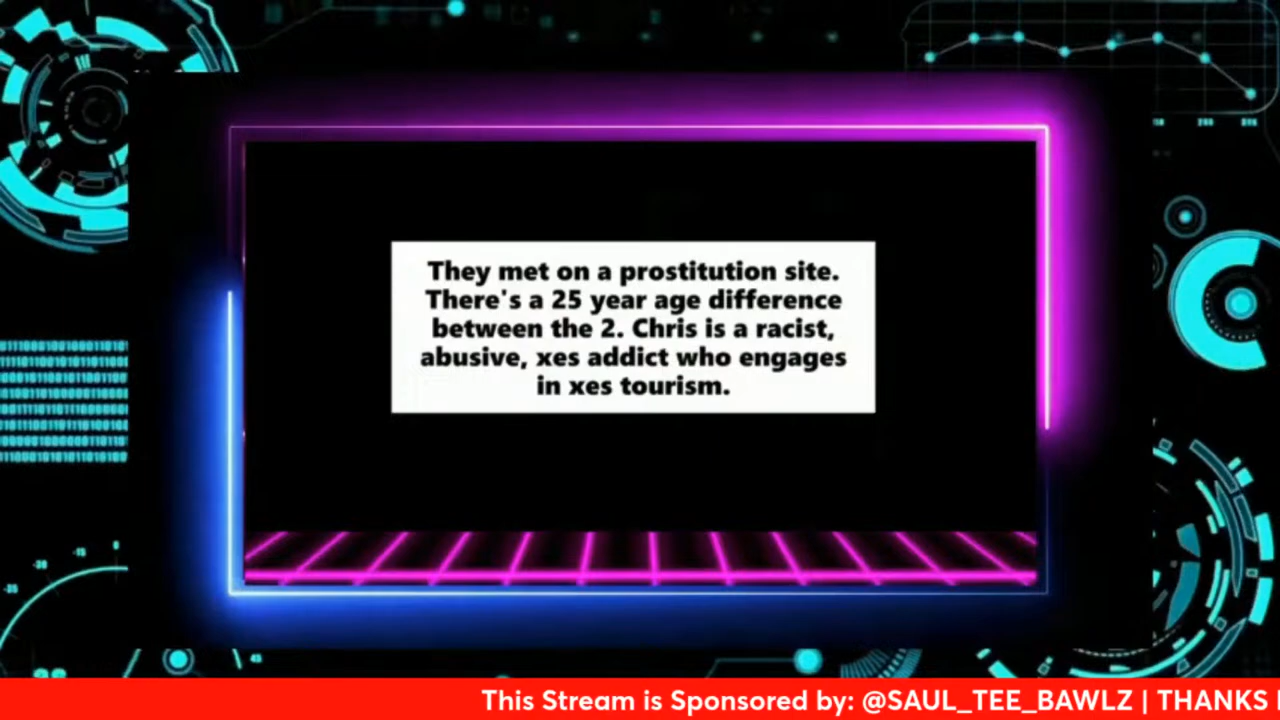 They met on a prostitution site.
There's a 25 year age difference
between the 2. Chris is a racist,
abusive, xes addict who engages
in xes tourism.
This Stream is Sponsored by: @SAUL_TEE_BAWLZ | THANKS